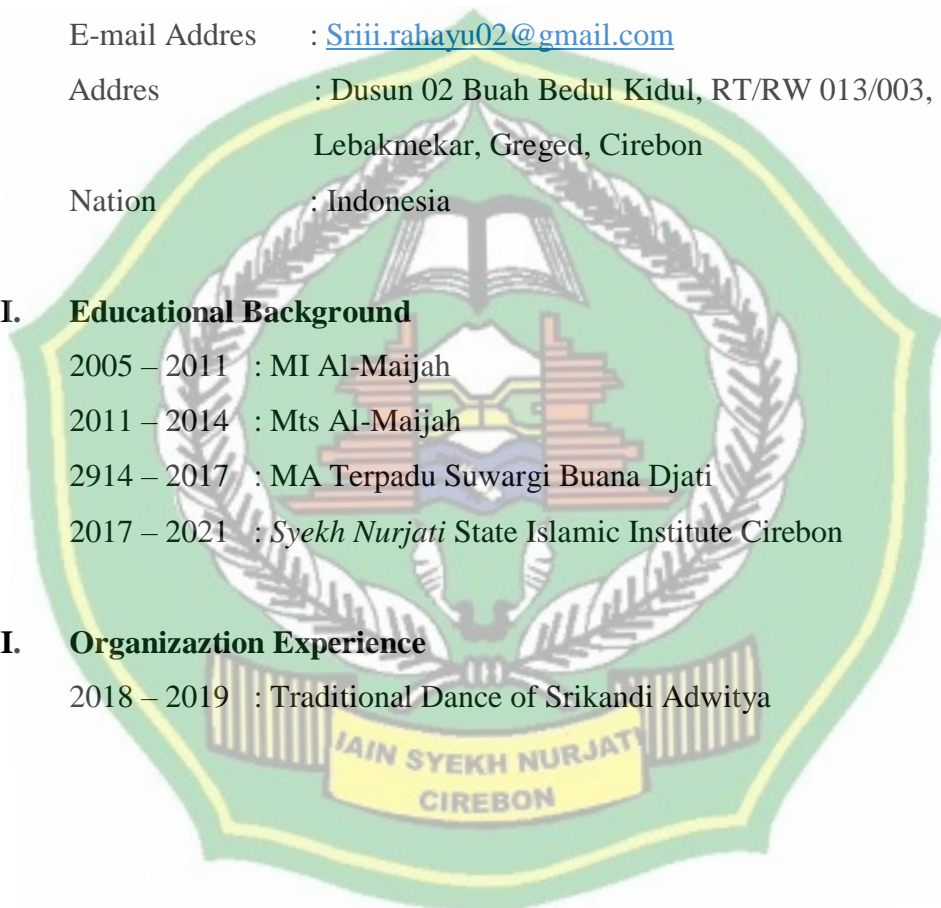 E-mail Addres : Sriii.rahayu02@gmail.com
Addres : Dusun 02 Buah Bedul Kidul, RT/RW 013/003,
Lebakmekar, Greged, Cirebon
Nation : Indonesia
I. Educational Background
2005 – 2011 : MI Al-Maijah
2011 – 2014 : Mts Al-Maijah
2914 – 2017 : MA Terpadu Suwargi Buana Djati
2017 – 2021 : Syekh Nurjati State Islamic Institute Cirebon
I. Organizaztion Experience
2018 – 2019 : Traditional Dance of Srikandi Adwitya
IAIN SYEKH NURJATI
CIREBON